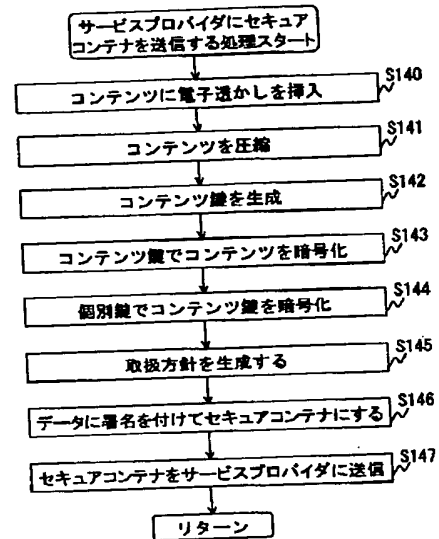 サービスプロバイダにセキュア
コンテナを送信する処理スタート
S140
コンテンツに電子透かしを挿入
S141
コンテンツを圧縮
S142
コンテンツ鍵を生成
S143
コンテンツ鍵でコンテンツを暗号化
S144
個別鍵でコンテンツ鍵を暗号化
S145
取扱方針を生成する
S146
データに署名を付けてセキュアコンテナにする
S147
セキュアコンテナをサービスプロバイダに送信
リターン